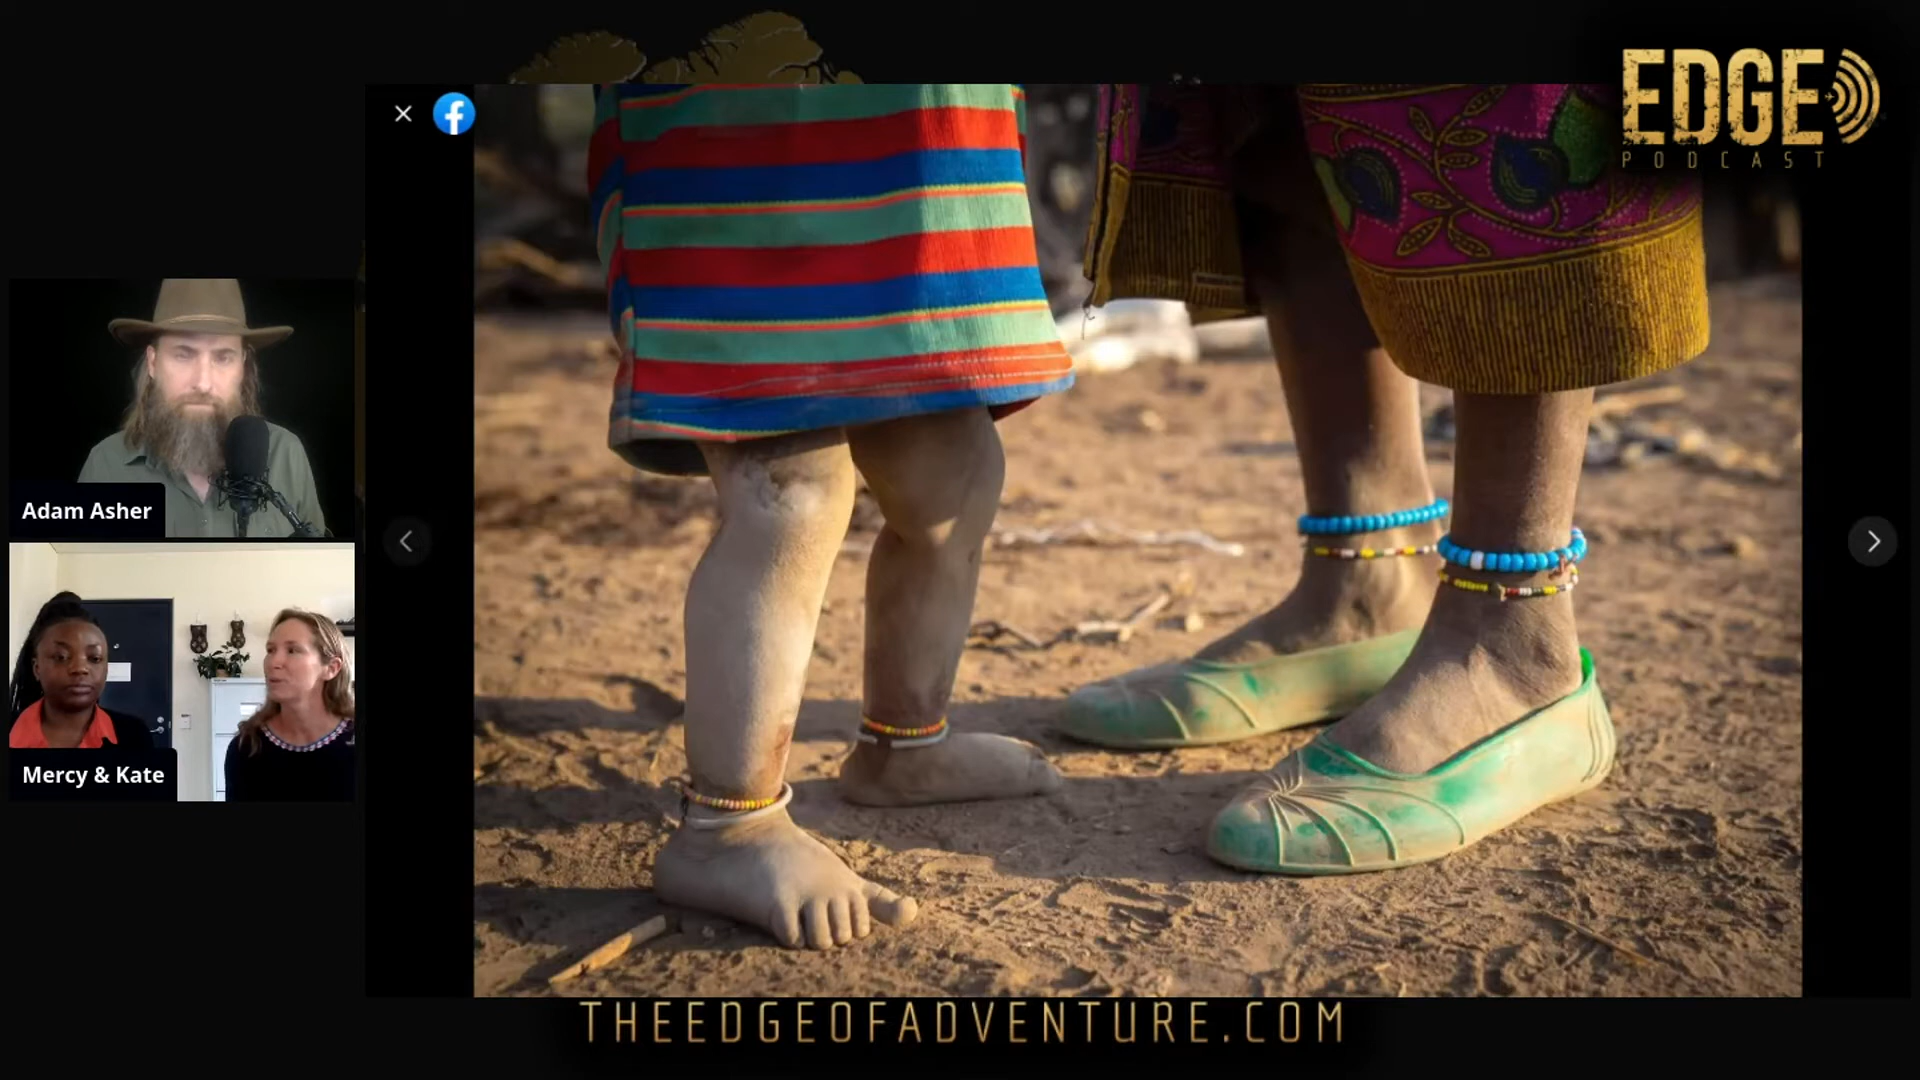 EDGE
PODCAST
Adam Asher
Mercy & Kate
THEEDGEOFADVENTURE.COM